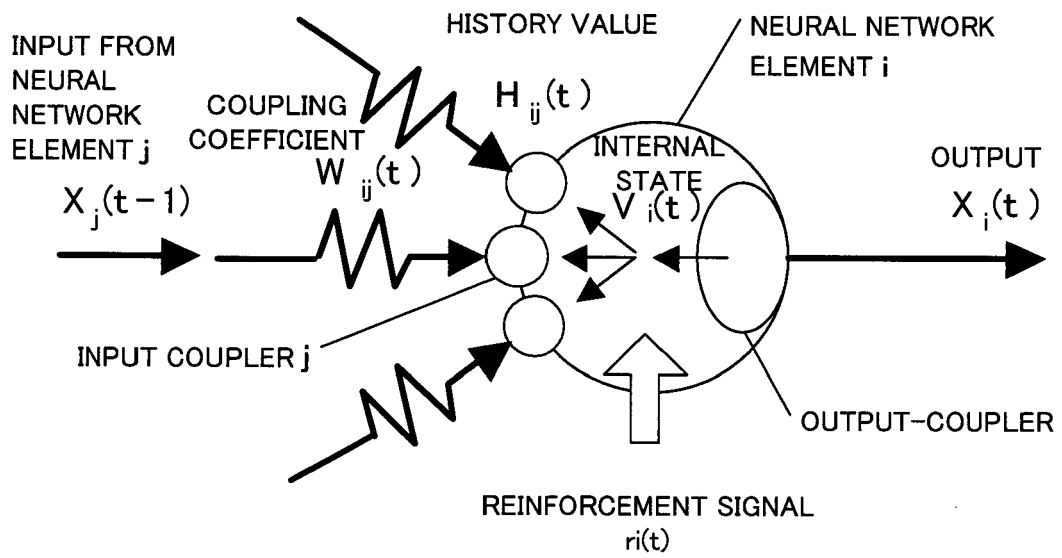 HISTORY VALUE
H ij(t)
NEURAL NETWORK
ELEMENT i
INPUT FROM
NEURAL
NETWORK
ELEMENT j
X j(t-1)
COUPLING
COEFFICIENT
W ij(t)
INTERNAL
STATE
V i(t)
OUTPUT
X i(t)
INPUT COUPLER j
OUTPUT-COUPLER
REINFORCEMENT SIGNAL
ri(t)